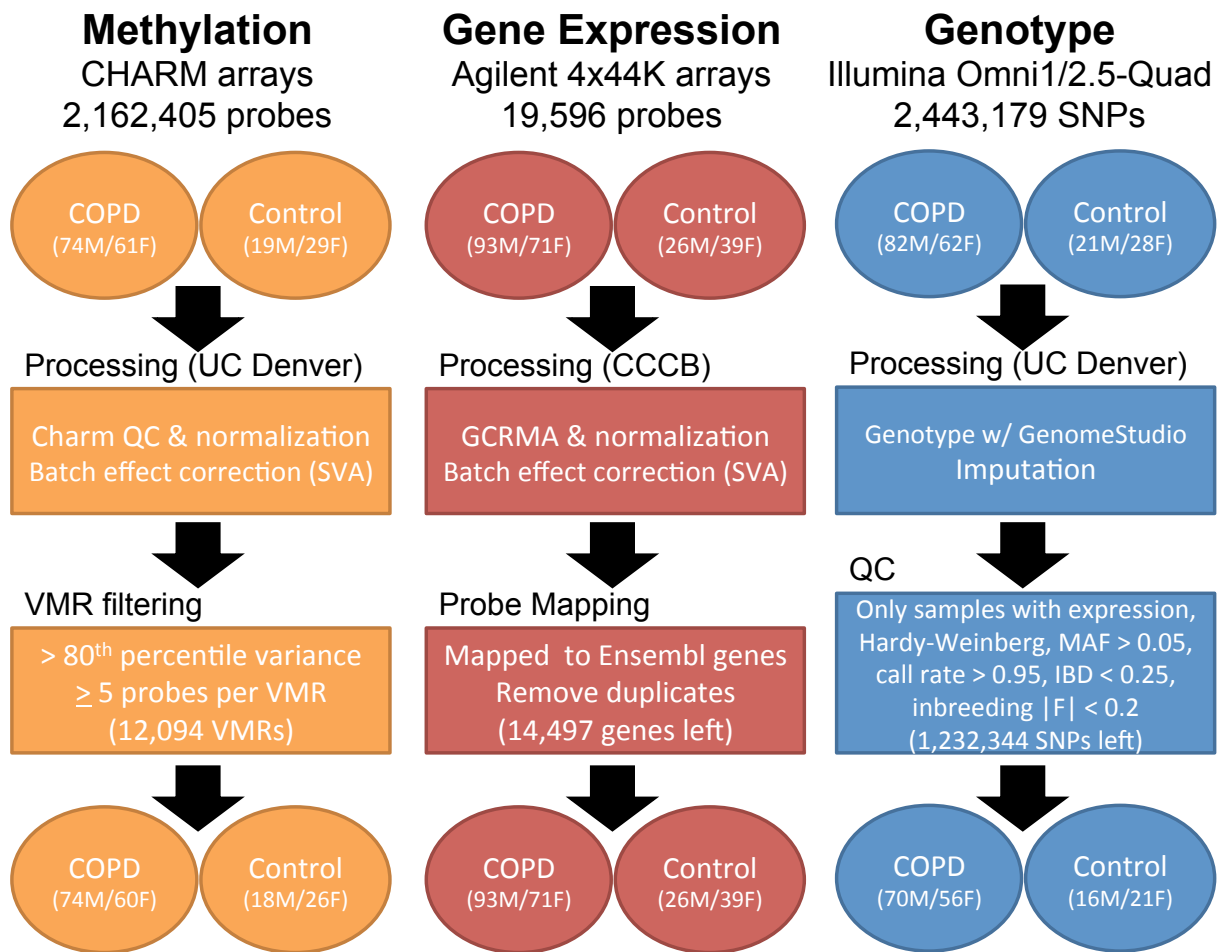 Methylation
CHARM arrays
2,162,405 probes
COPD
(74M/61F)
Control
(19M/29F)
Processing (UC Denver)
Charm QC & normalization
Batch effect correction (SVA)
VMR filtering
> 80th percentile variance
≥ 5 probes per VMR
(12,094 VMRs)
COPD
(74M/60F)
Control
(18M/26F)
Gene Expression
Agilent 4x44K arrays
19,596 probes
COPD
(93M/71F)
Control
(26M/39F)
Processing (CCCB)
GCRMA & normalization
Batch effect correction (SVA)
Probe Mapping
Mapped to Ensembl genes
Remove duplicates
(14,497 genes left)
COPD
(93M/71F)
Control
(26M/39F)
Genotype
Illumina Omni1/2.5-Quad
2,443,179 SNPs
COPD
(82M/62F)
Control
(21M/28F)
Processing (UC Denver)
Genotype w/ GenomeStudio
Imputation
QC
Only samples with expression,
Hardy-Weinberg, MAF > 0.05,
call rate > 0.95, IBD < 0.25,
inbreeding |F| < 0.2
(1,232,344 SNPs left)
COPD
(70M/56F)
Control
(16M/21F)